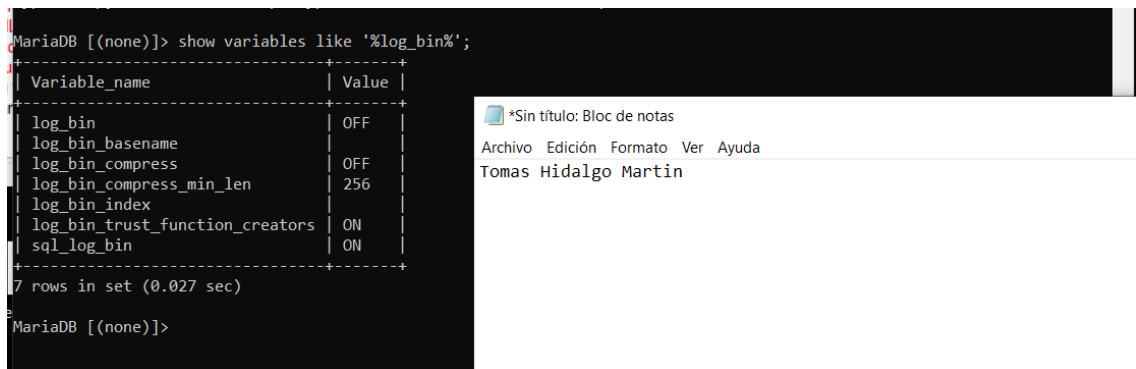 MariaDB [(none)]> show variables like '%log_bin%';
+---------------------------------+-------+
| Variable_name                   | Value |
+---------------------------------+-------+
| log_bin                         | OFF   |
| log_bin_basename                |       |
| log_bin_compress                | OFF   |
| log_bin_compress_min_len        | 256   |
| log_bin_index                   |       |
| log_bin_trust_function_creators | ON    |
| sql_log_bin                     | ON    |
+---------------------------------+-------+
7 rows in set (0.027 sec)
MariaDB [(none)]>
*Sin título: Bloc de notas
Archivo Edición Formato Ver Ayuda
Tomas Hidalgo Martin